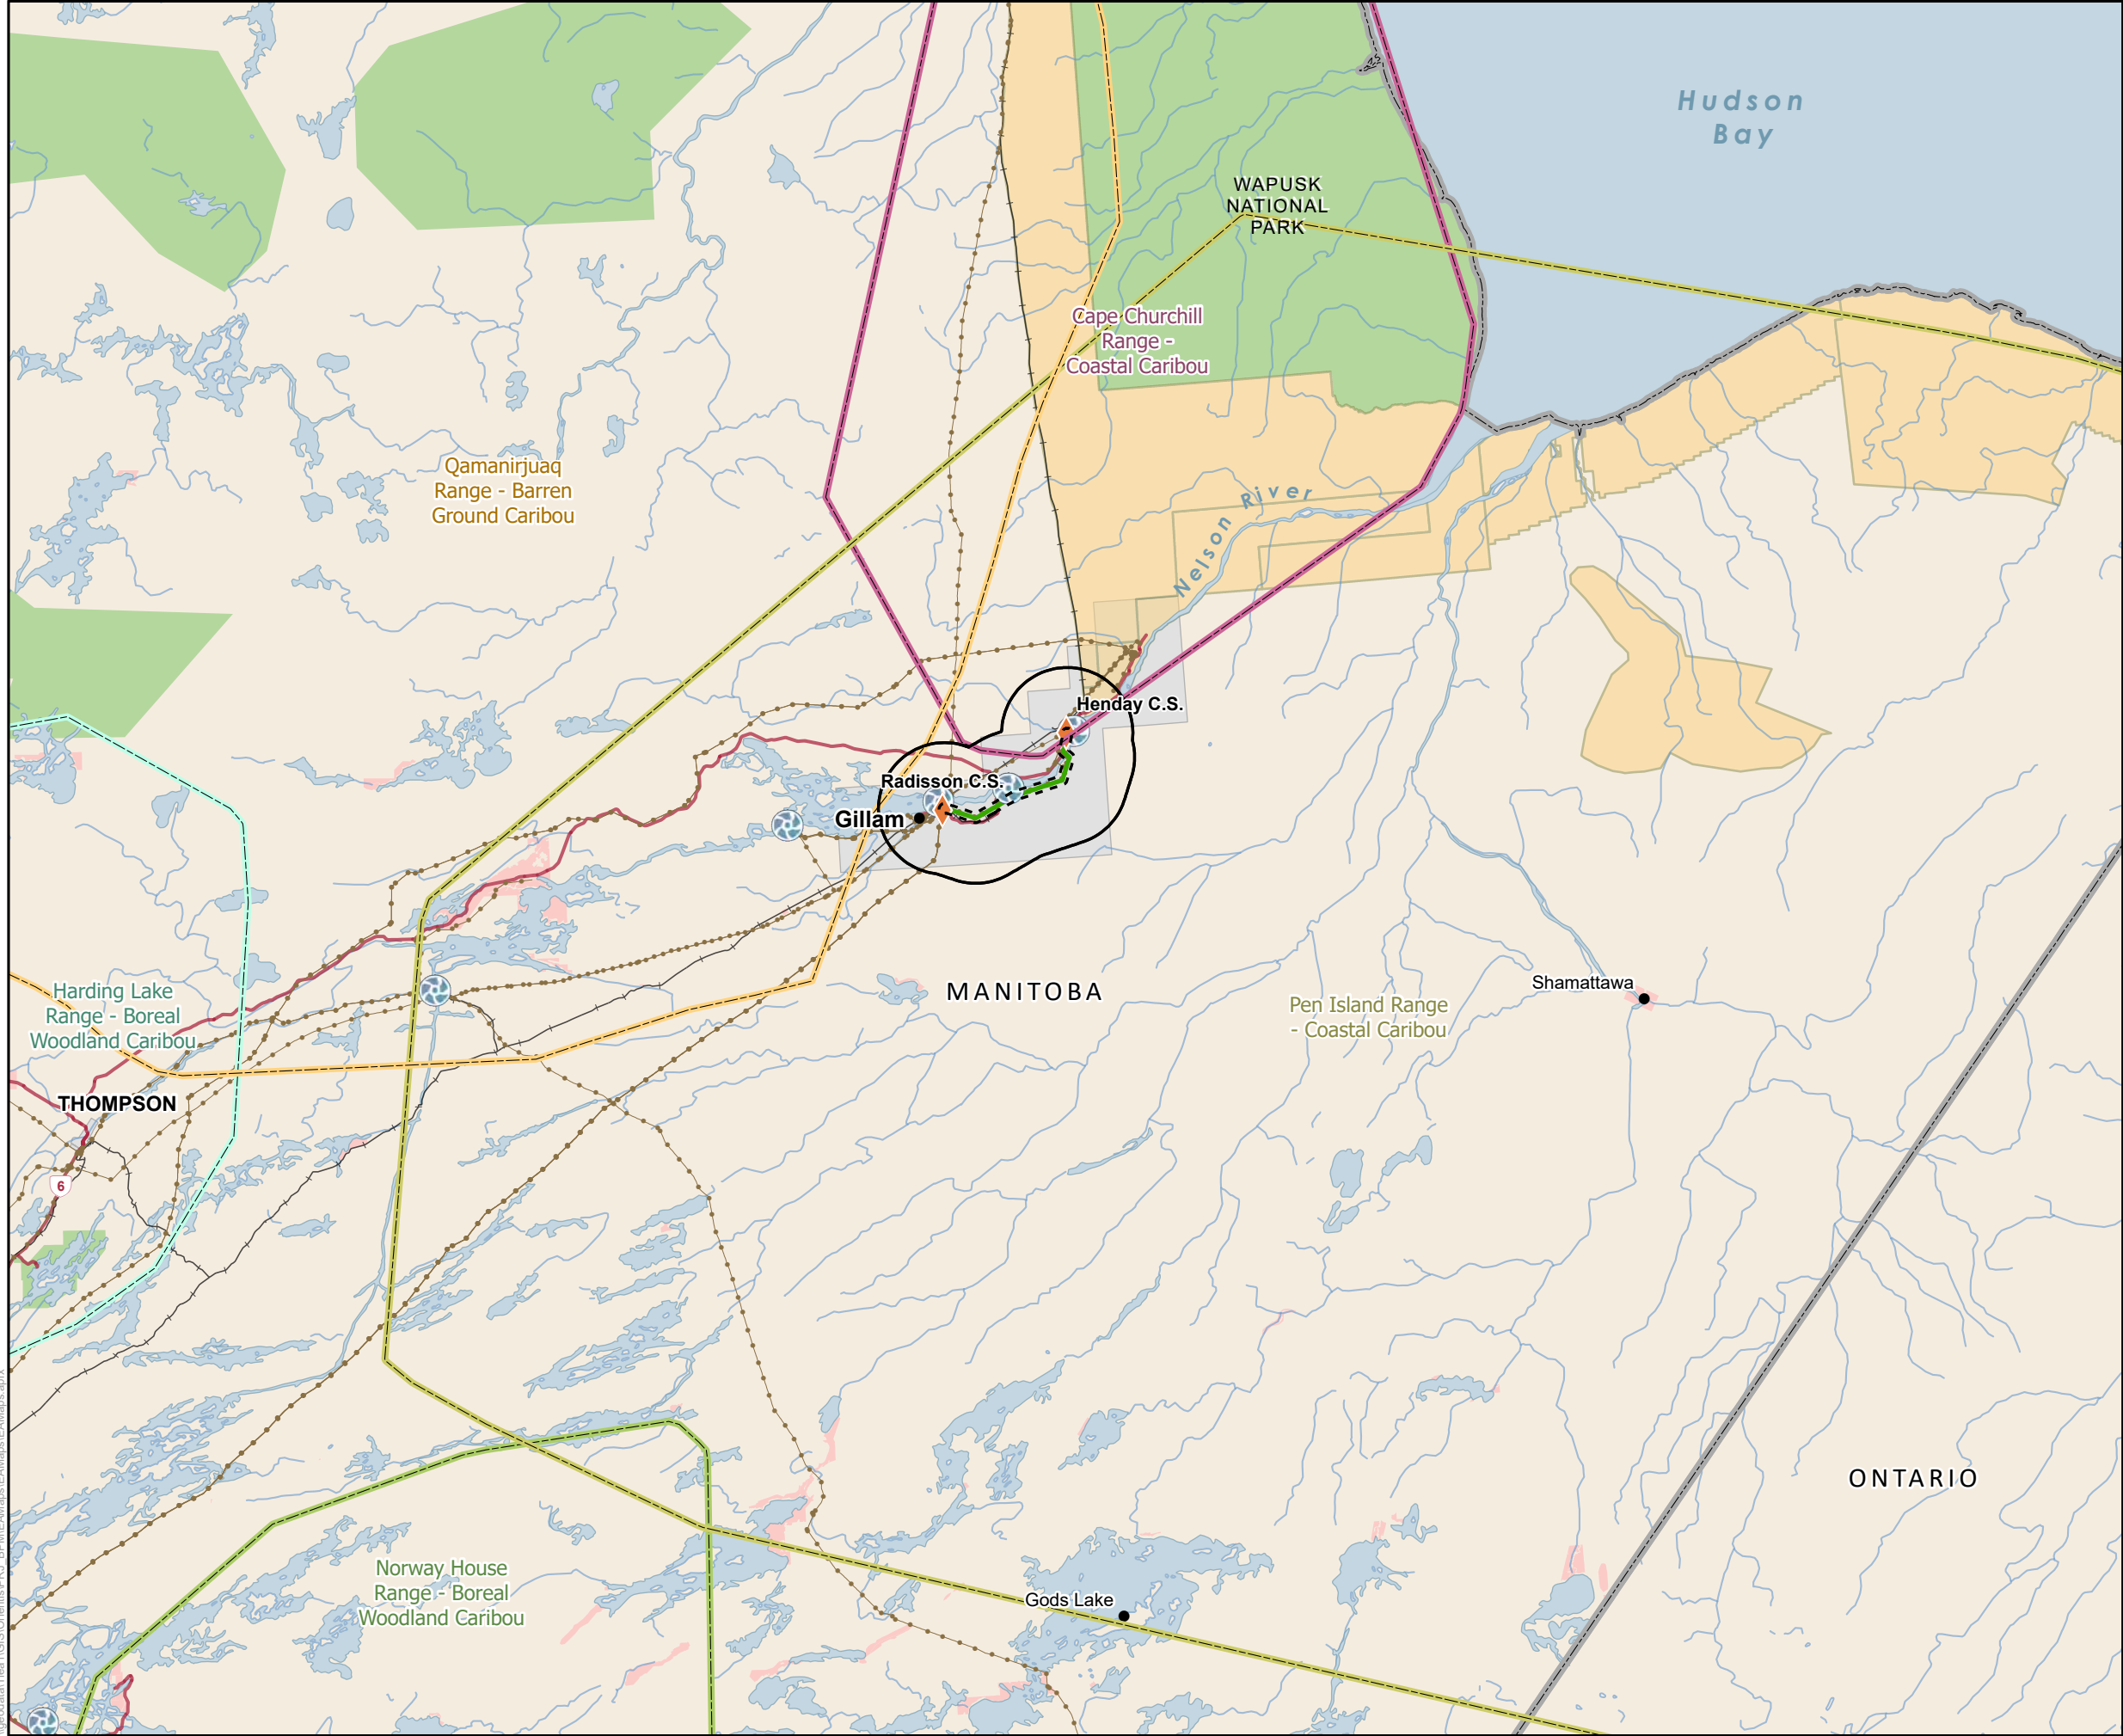 Hudson
Bay
WAPUSK
NATIONAL
PARK
Cape Churchill
Range -
Coastal Caribou
Qamanirjuaq
Range - Barren
Ground Caribou
Nelson River
Henday C.S.
Radisson C.S.
Gillam
MANITOBA
Shamattawa
Pen Island Range
- Coastal Caribou
Harding Lake
Range - Boreal
Woodland Caribou
THOMPSON
6
ONTARIO
Norway House
Range - Boreal
Woodland Caribou
Gods Lake